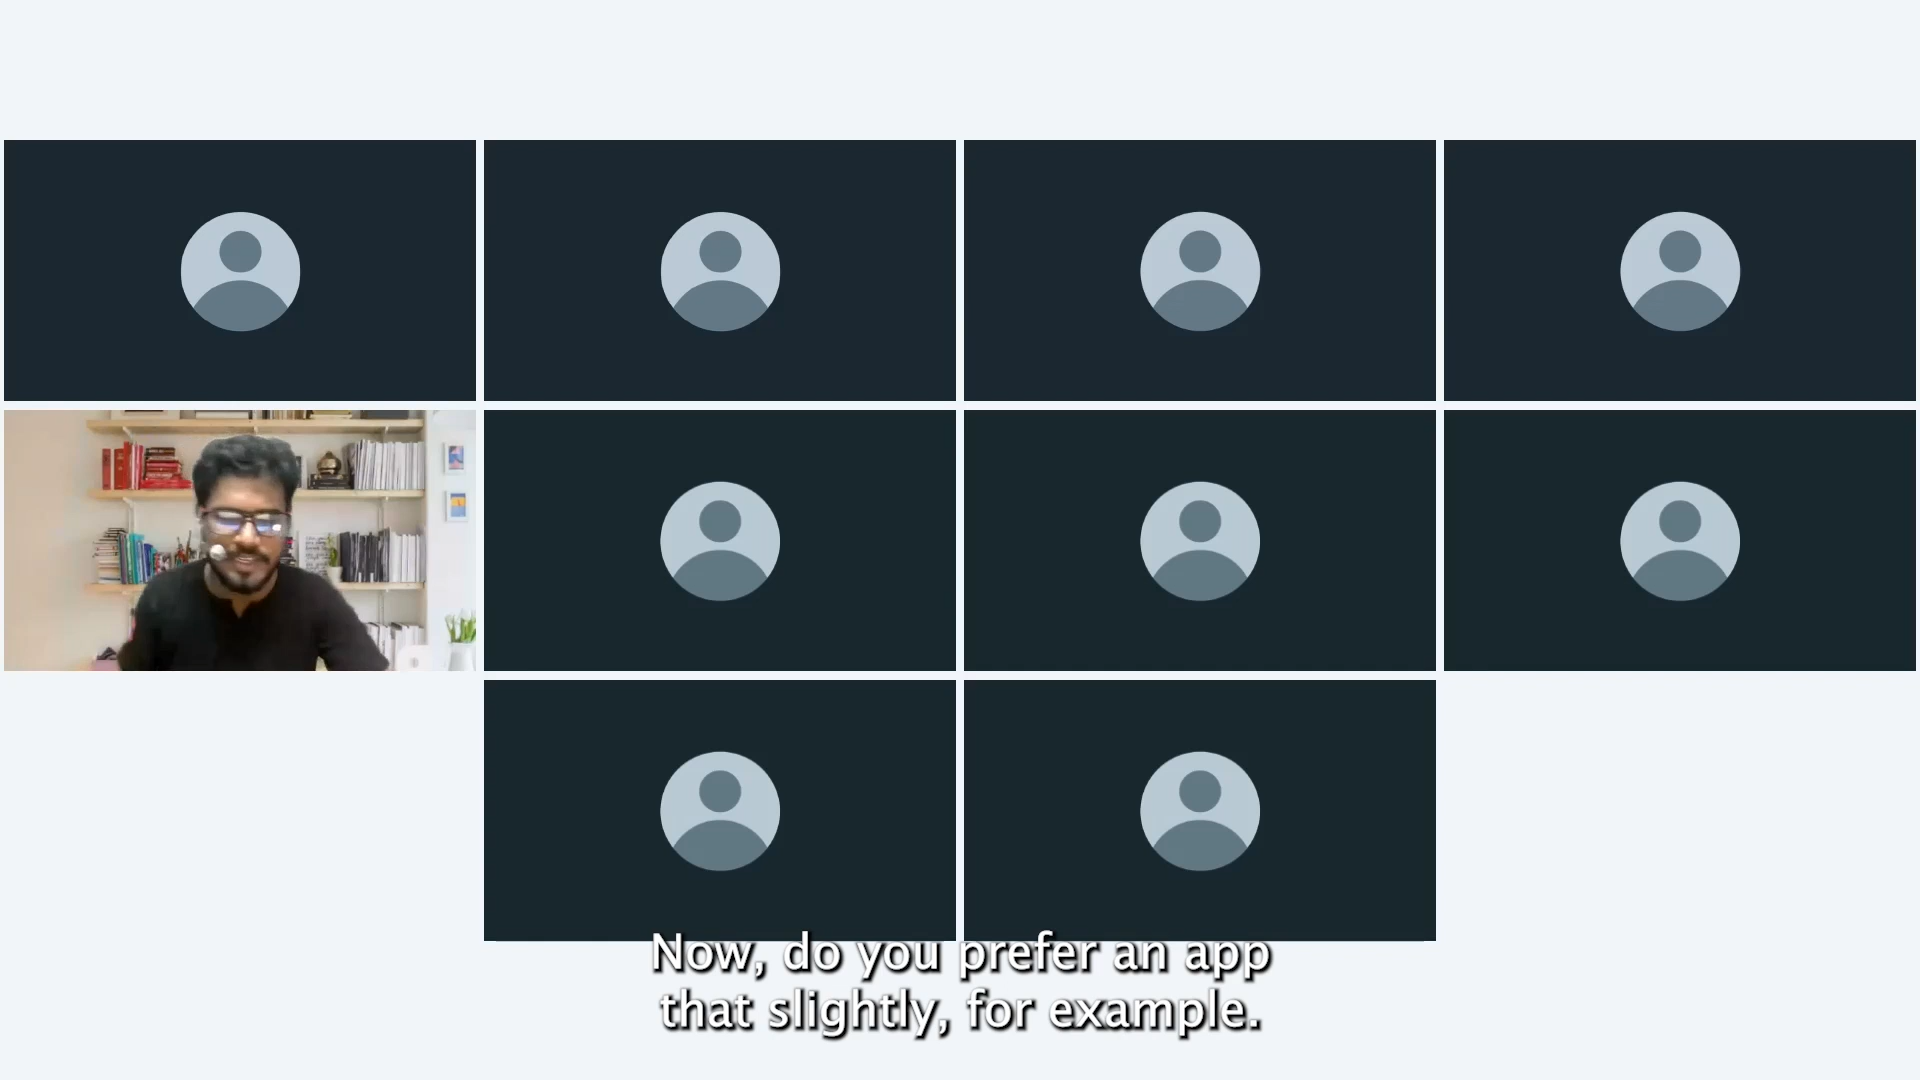 Now, do you prefer an app
that slightly, for example.